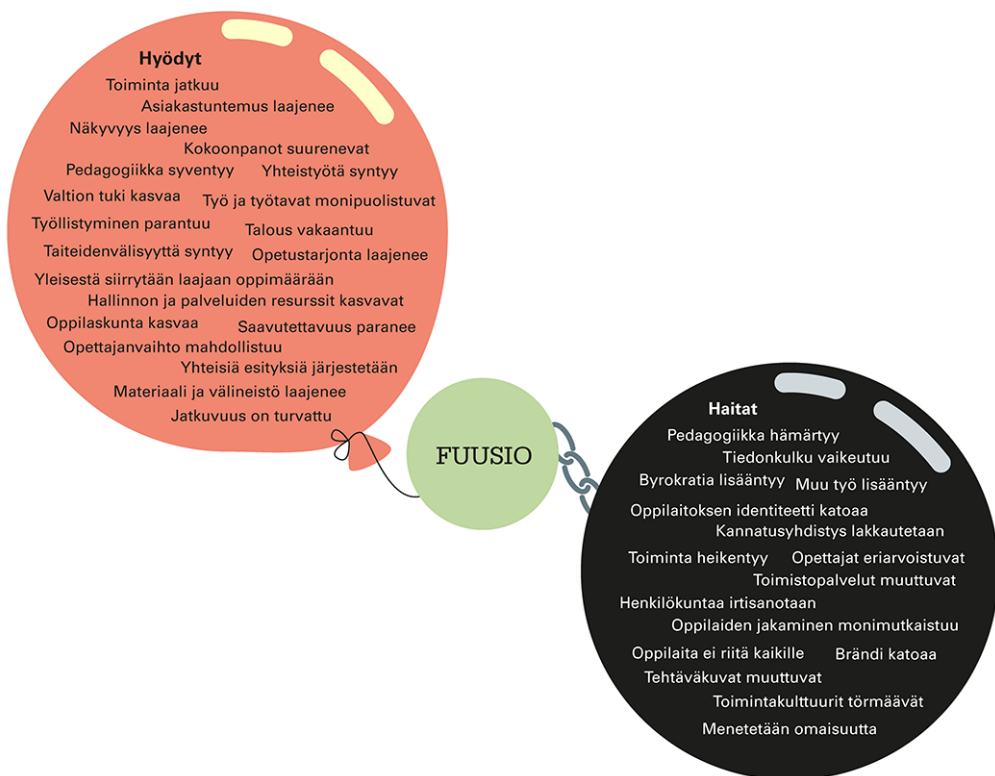 Hyödyt
Toiminta jatkuu
Asiakastuntemus laajenee
Näkyvyys laajenee
Kokoonpanot suurenevat
Pedagogiikka syventyy
Yhteistyötä syntyy
Valtion tuki kasvaa
Työ ja työtavat monipuolistuvat
Työllistyminen parantuu
Talous vakaantuu
Taiteidenvälisyyttä syntyy
Opetustarjonta laajenee
Yleisestä siirrytään laajaan oppimäärään
Hallinnon ja palveluiden resurssit kasvavat
Oppilaskunta kasvaa
Saavutettavuus paranee
Opettajanvaihto mahdollistuu
Yhteisiä esityksiä järjestetään
Materiaali ja välineistö laajenee
Jatkuvuus on turvattu
FUUSIO
Haitat
Pedagogiikka hämärtyy
Tiedonkulku vaikeutuu
Byrokratia lisääntyy
Muu työ lisääntyy
Oppilaitoksen identiteetti katoaa
Kannatusyhdistys lakkautetaan
Toiminta heikentyy
Opettajat eriarvoistuvat
Toimistopalvelut muuttuvat
Henkilökuntaa irtisanotaan
Oppilaiden jakaminen monimutkaistuu
Oppilaita ei riitä kaikille
Brändi katoaa
Tehtäväkuvat muuttuvat
Toimintakulttuurit törmäävät
Menetetään omaisuutta